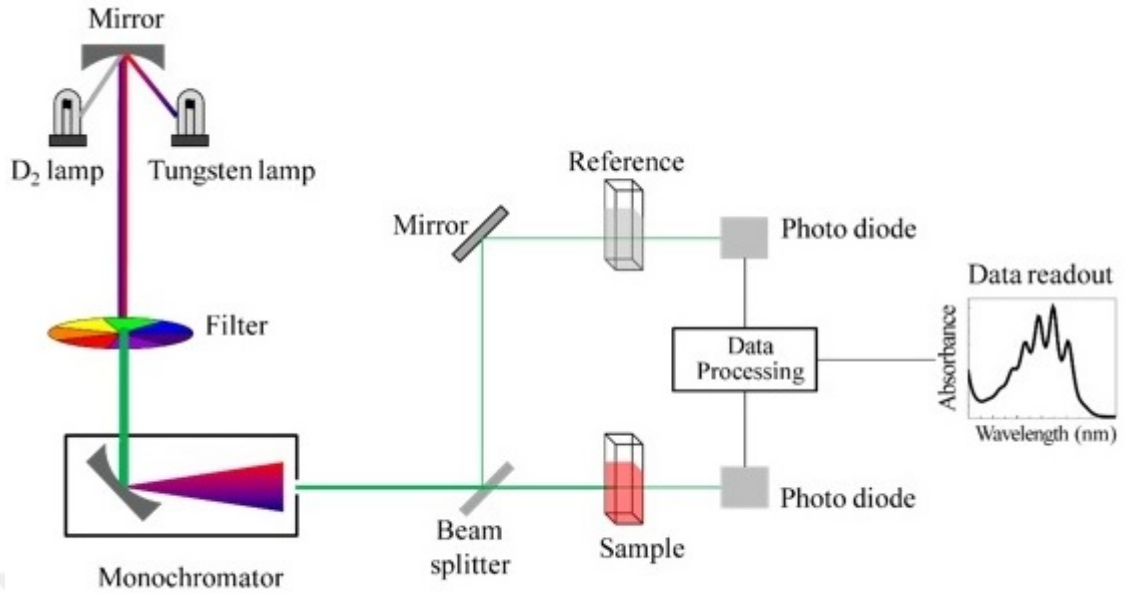 Mirror
D₂ lamp
Tungsten lamp
Filter
Monochromator
Mirror
Beam
splitter
Reference
Sample
Photo diode
Data
Processing
Photo diode
Data readout
Absorbance
Wavelength (nm)